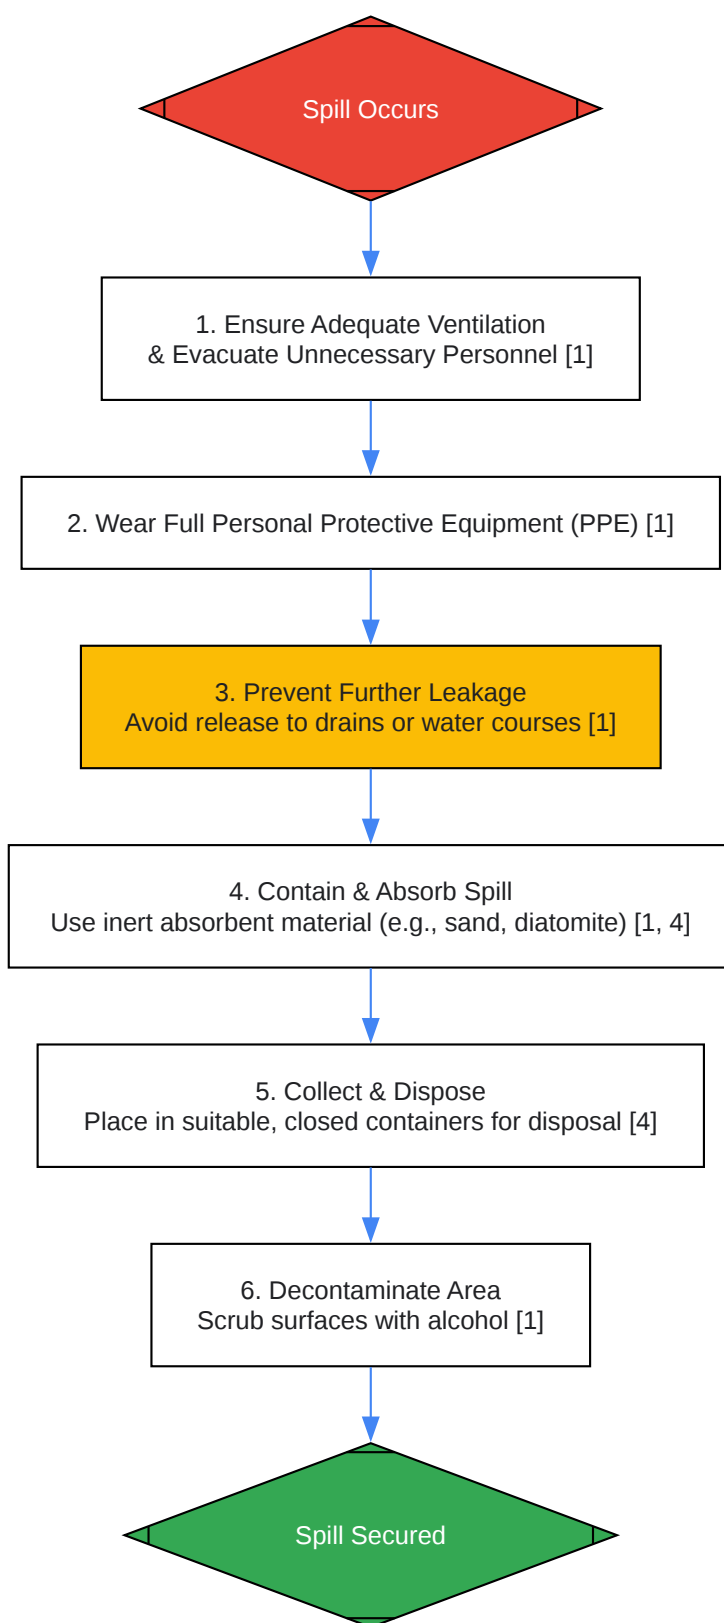 Spill Occurs
1. Ensure Adequate Ventilation
& Evacuate Unnecessary Personnel [1]
2. Wear Full Personal Protective Equipment (PPE) [1]
3. Prevent Further Leakage
Avoid release to drains or water courses [1]
4. Contain & Absorb Spill
Use inert absorbent material (e.g., sand, diatomite) [1, 4]
5. Collect & Dispose
Place in suitable, closed containers for disposal [4]
6. Decontaminate Area
Scrub surfaces with alcohol [1]
Spill Secured